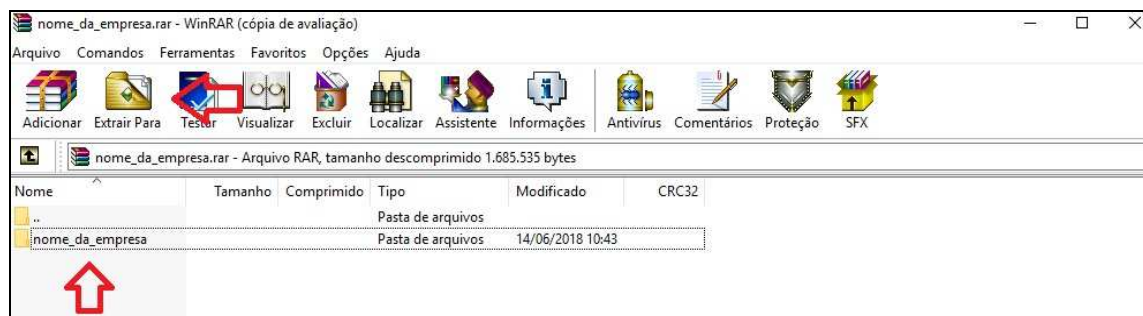 nome_da_empresa.rar - WinRAR (cópia de avaliação)
Arquivo Comandos Ferramentas Favoritos Opções Ajuda
Adicionar Extrair Para Testar Visualizar Excluir Localizar Assistente Informações Antivírus Comentários Proteção SFX
nome_da_empresa.rar - Arquivo RAR, tamanho descomprimido 1.685.535 bytes
Nome Tamanho Comprimido Tipo Modificado CRC32
.. Pasta de arquivos
nome_da_empresa Pasta de arquivos 14/06/2018 10:43